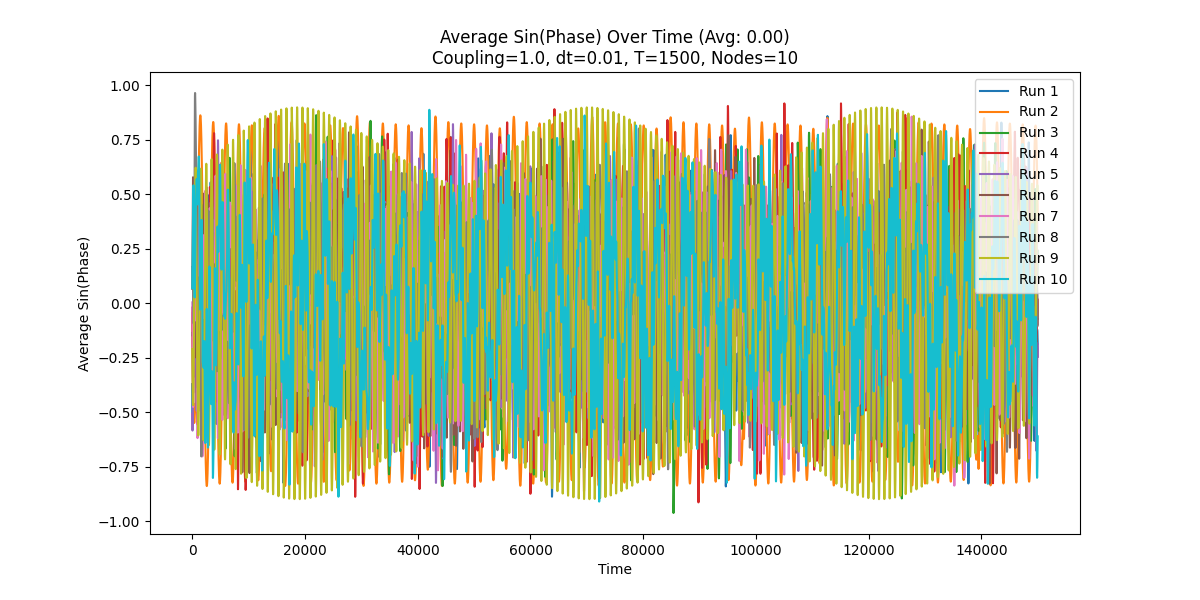 Average Sin(Phase) Over Time (Avg: 0.00)
Coupling=1.0, dt=0.01, T=1500, Nodes=10
Average Sin(Phase)
1.00
0.75
0.50
0.25
0.00
−0.25
−0.50
−0.75
−1.00
Run 1
Run 2
Run 3
Run 4
Run 5
Run 6
Run 7
Run 8
Run 9
Run 10
0 20000 40000 60000 80000 100000 120000 140000
Time